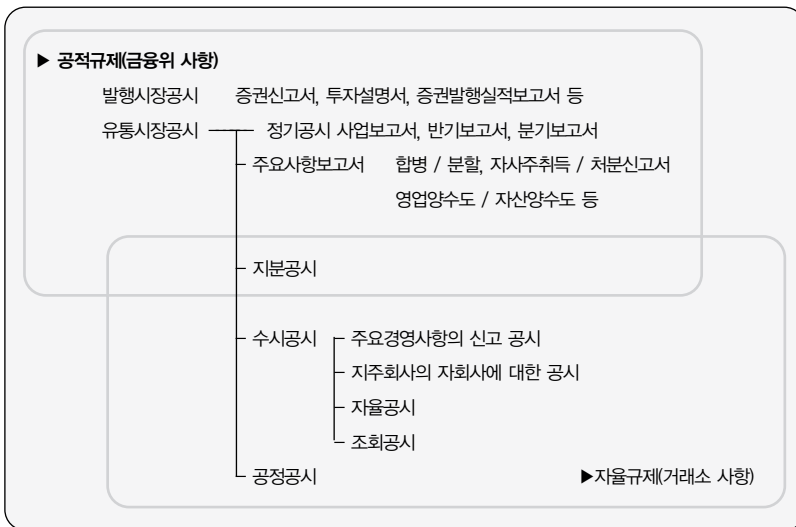 ▶ 공적규제(금융위 사항)
발행시장공시 증권신고서, 투자설명서, 증권발행실적보고서 등
유통시장공시 정기공시 사업보고서, 반기보고서, 분기보고서
주요사항보고서 합병 / 분할, 자사주취득 / 처분신고서
영업양수도 / 자산양수도 등
지분공시
수시공시 주요경영사항의 신고 공시
지주회사의 자회사에 대한 공시
자율공시
조회공시
공정공시 ▶자율규제(거래소 사항)